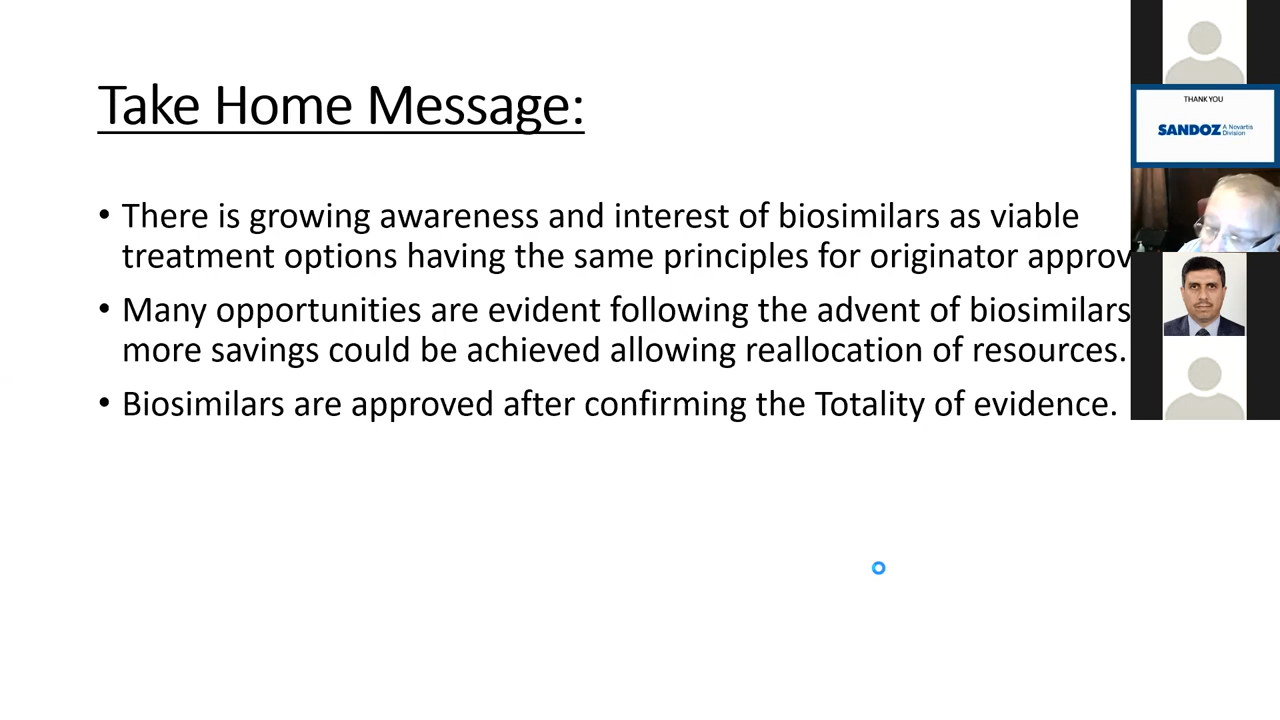 Take Home Message:
• There is growing awareness and interest of biosimilars as viable
treatment options having the same principles for originator approv
• Many opportunities are evident following the advent of biosimilars
more savings could be achieved allowing reallocation of resources.
• Biosimilars are approved after confirming the Totality of evidence.
THANK YOU
SANDOZ A Novartis
Division